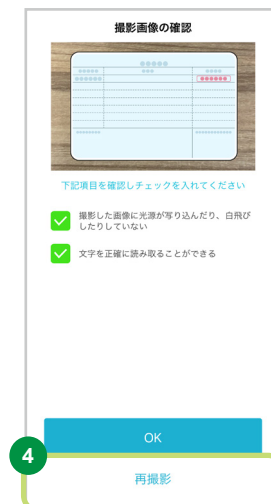 撮影画像の確認
下記項目を確認しチェックを入れてください
撮影した画像に光源が写り込んだり、白飛び
したりしていない
文字を正確に読み取ることができる
OK
4
再撮影